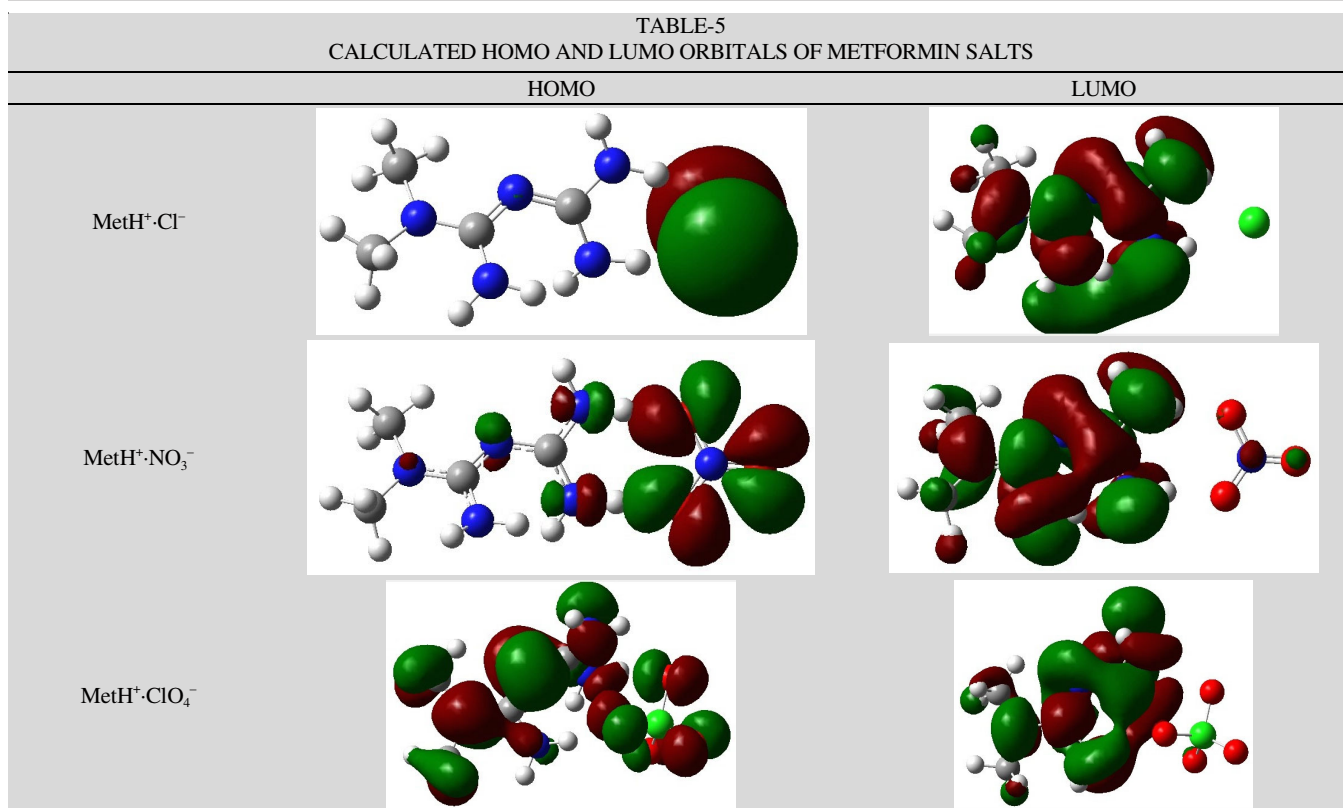 TABLE-5
CALCULATED HOMO AND LUMO ORBITALS OF METFORMIN SALTS
HOMO LUMO
MetH⁺·Cl⁻
MetH⁺·NO₃⁻
MetH⁺·ClO₄⁻